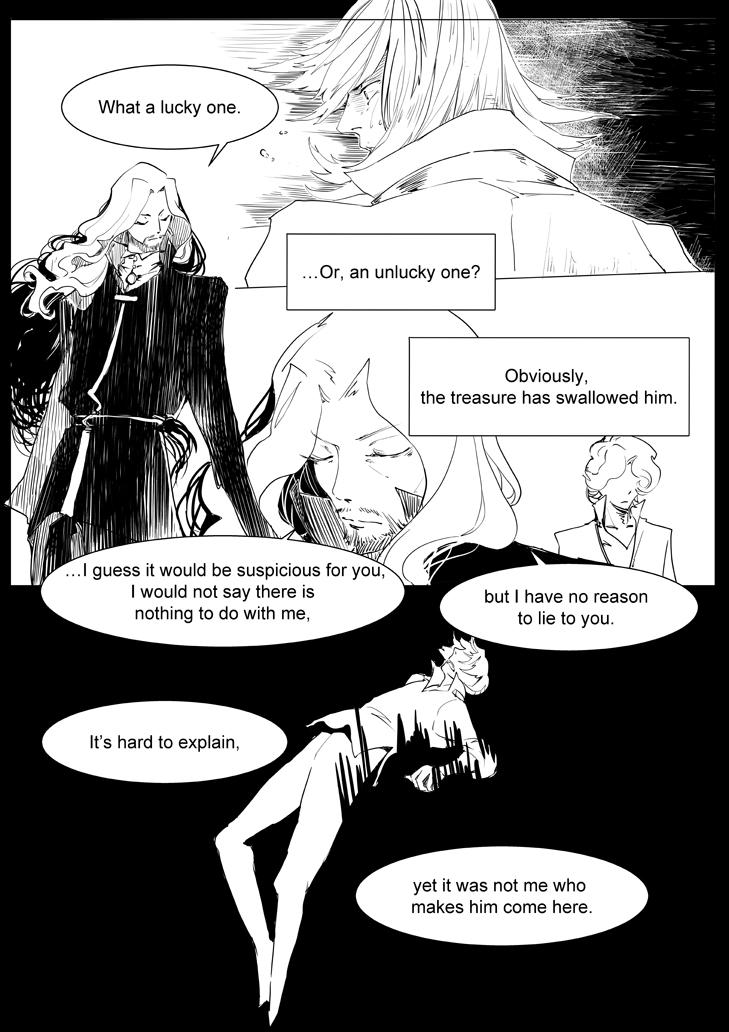 What a lucky one.
…Or, an unlucky one?
Obviously,
the treasure has swallowed him.
…I guess it would be suspicious for you,
I would not say there is
nothing to do with me,
but I have no reason
to lie to you.
It’s hard to explain,
yet it was not me who
makes him come here.